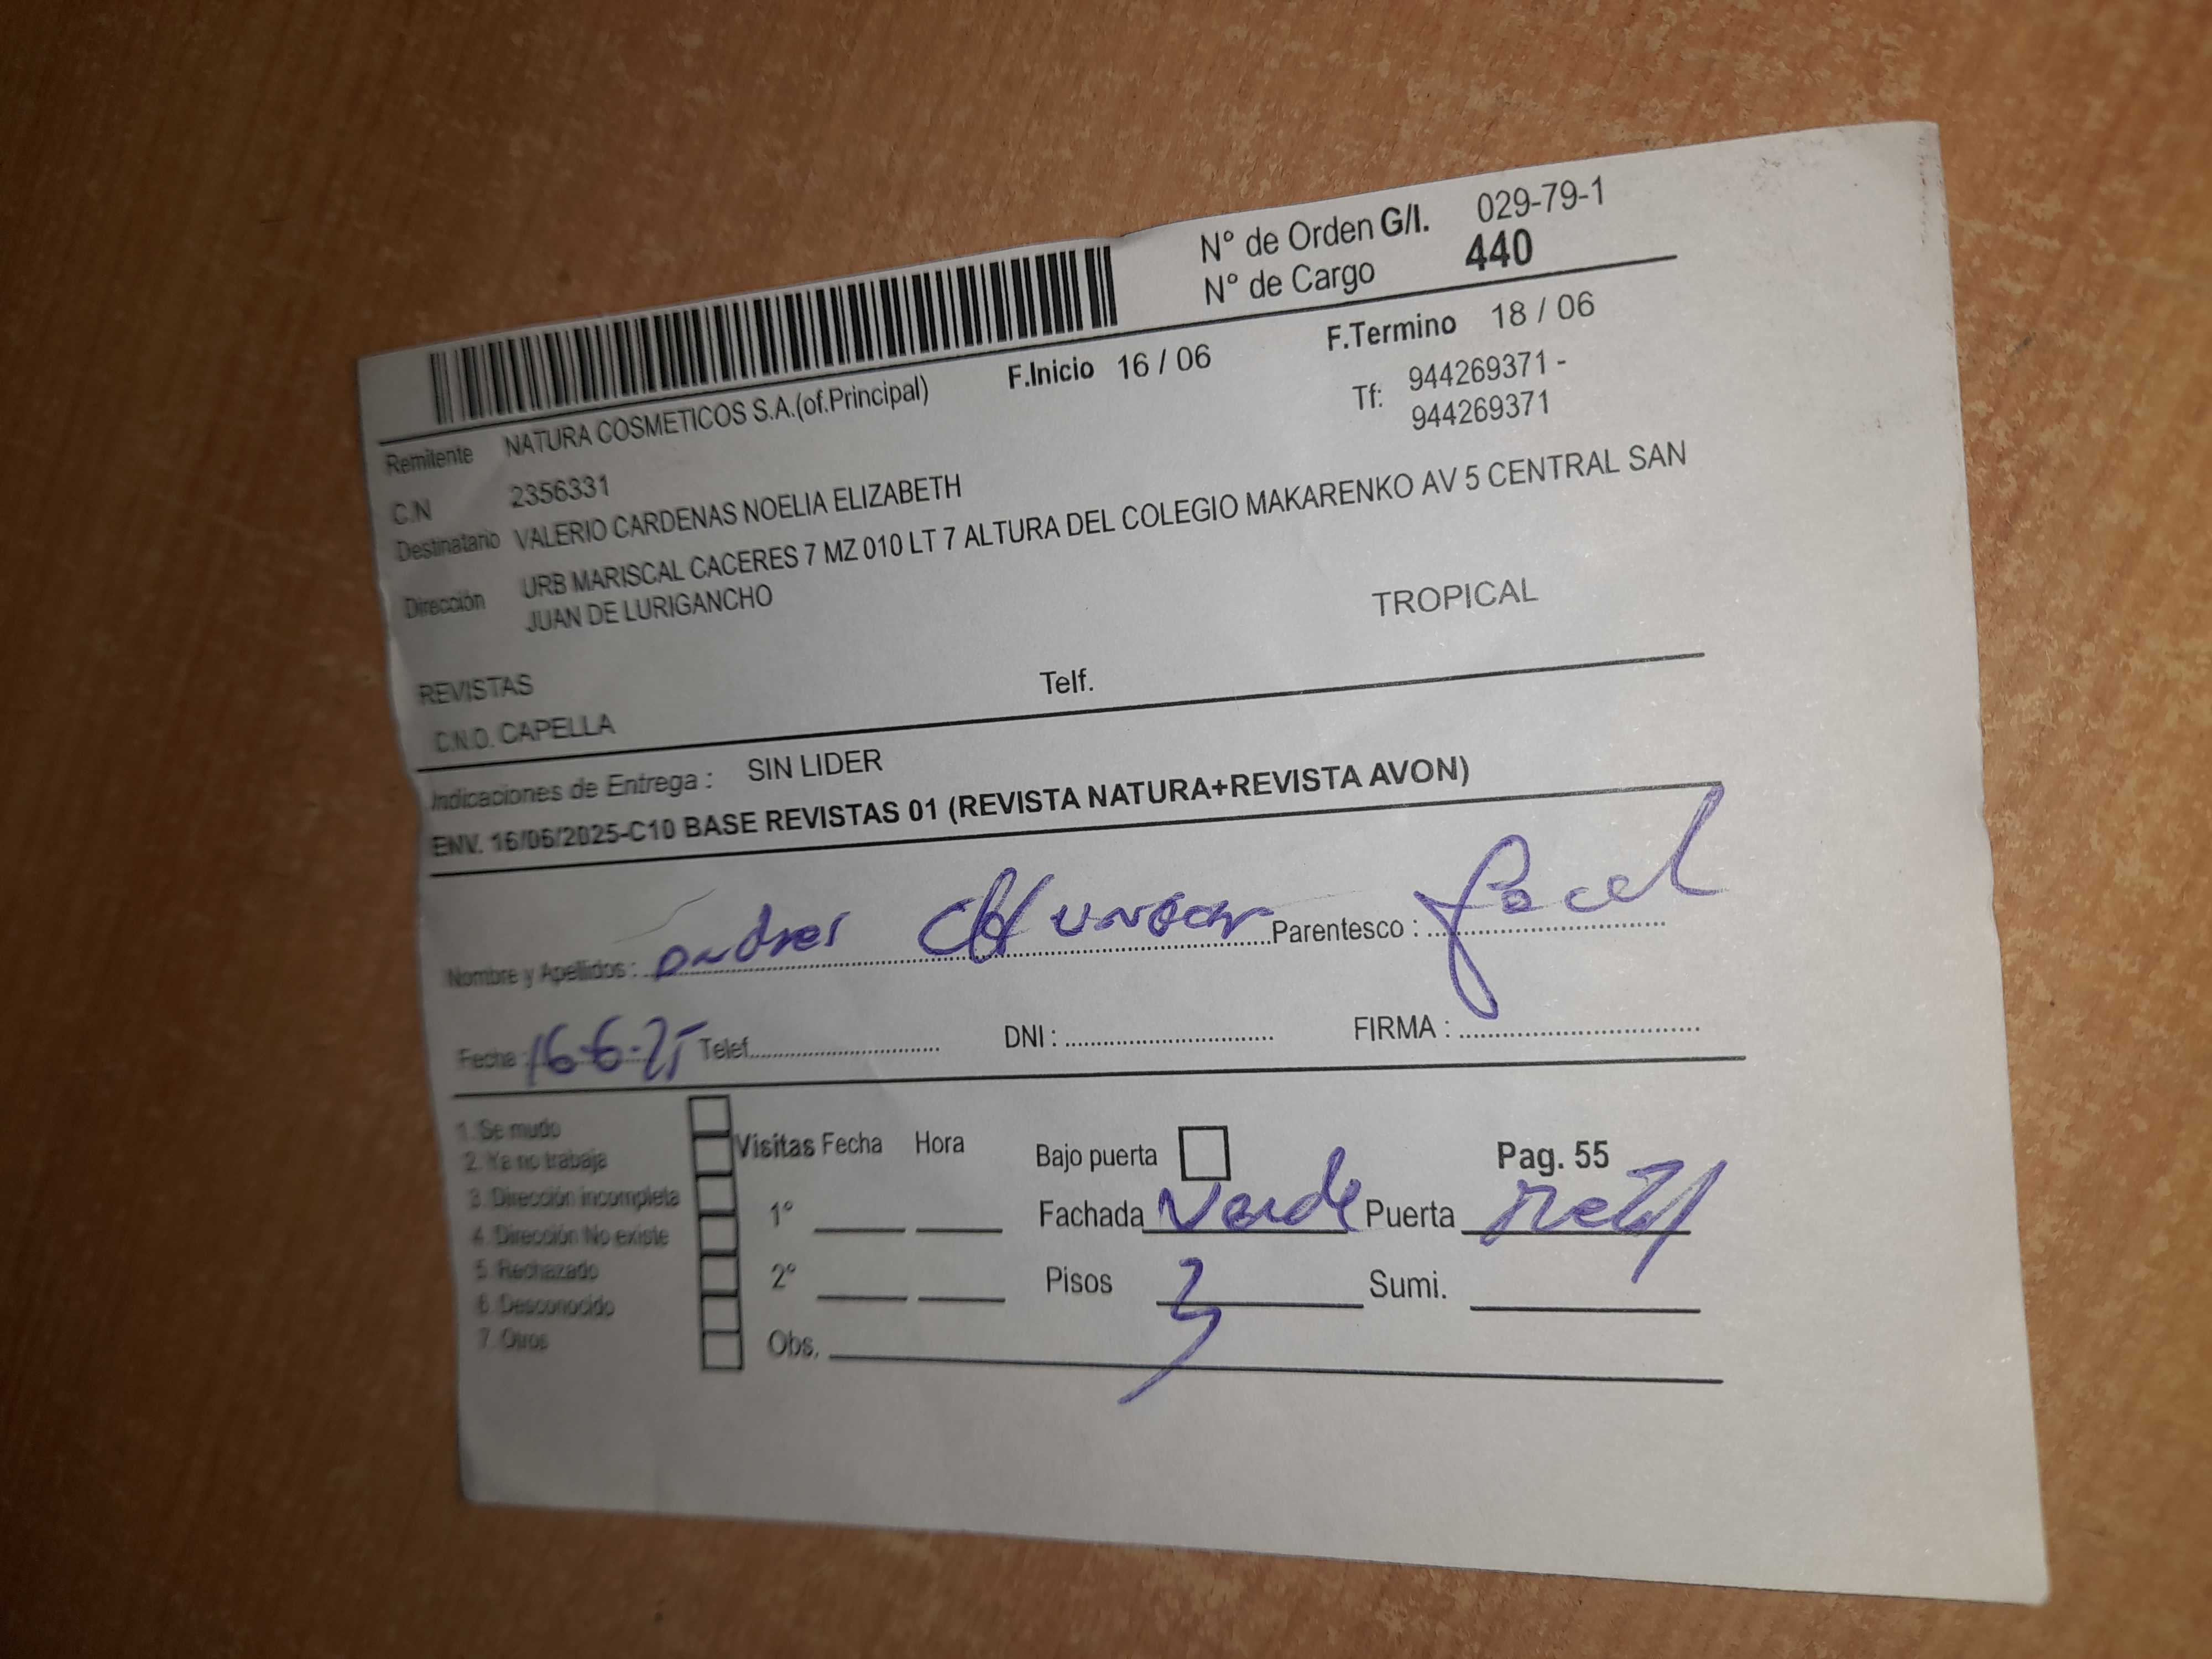 N° de Orden G/I. 029-79-1
N° de Cargo 440
F.Inicio 16 / 06 F.Termino 18 / 06
Remitente NATURA COSMETICOS S.A.(of.Principal)
Tf: 944269371 -
944269371
C.N 2356331
Destinatario VALERIO CARDENAS NOELIA ELIZABETH
Dirección URB MARISCAL CACERES 7 MZ 010 LT 7 ALTURA DEL COLEGIO MAKARENKO AV 5 CENTRAL SAN
JUAN DE LURIGANCHO
TROPICAL
REVISTAS
C.N.O. CAPELLA Telf.
Indicaciones de Entrega : SIN LIDER
ENV. 16/06/2025-C10 BASE REVISTAS 01 (REVISTA NATURA+REVISTA AVON)
Nombre y Apellidos : Andres Parentesco :
Fecha : 16-6-25 Telef. DNI : FIRMA :
1. Se mudo
2. Ya no trabaja
3. Dirección incompleta
4. Dirección No existe
5. Rechazado
6. Desconocido
7. Otros
Visitas Fecha Hora
1°
2°
Obs.
Bajo puerta Pag. 55
Fachada Verde Puerta Metal
Pisos 3 Sumi.